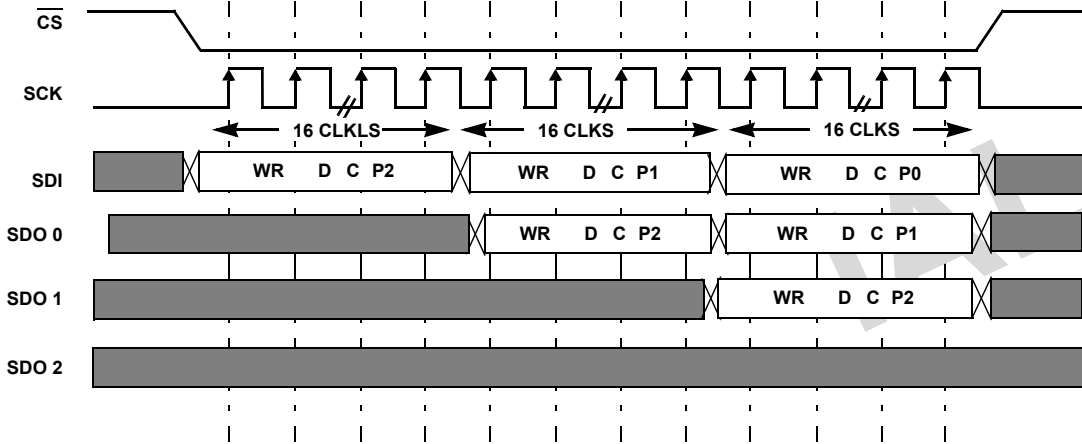 CS
SCK
16 CLKLS 16 CLKS 16 CLKS
SDI WR D C P2 WR D C P1 WR D C P0
SDO 0 WR D C P2 WR D C P1
SDO 1 WR D C P2
SDO 2